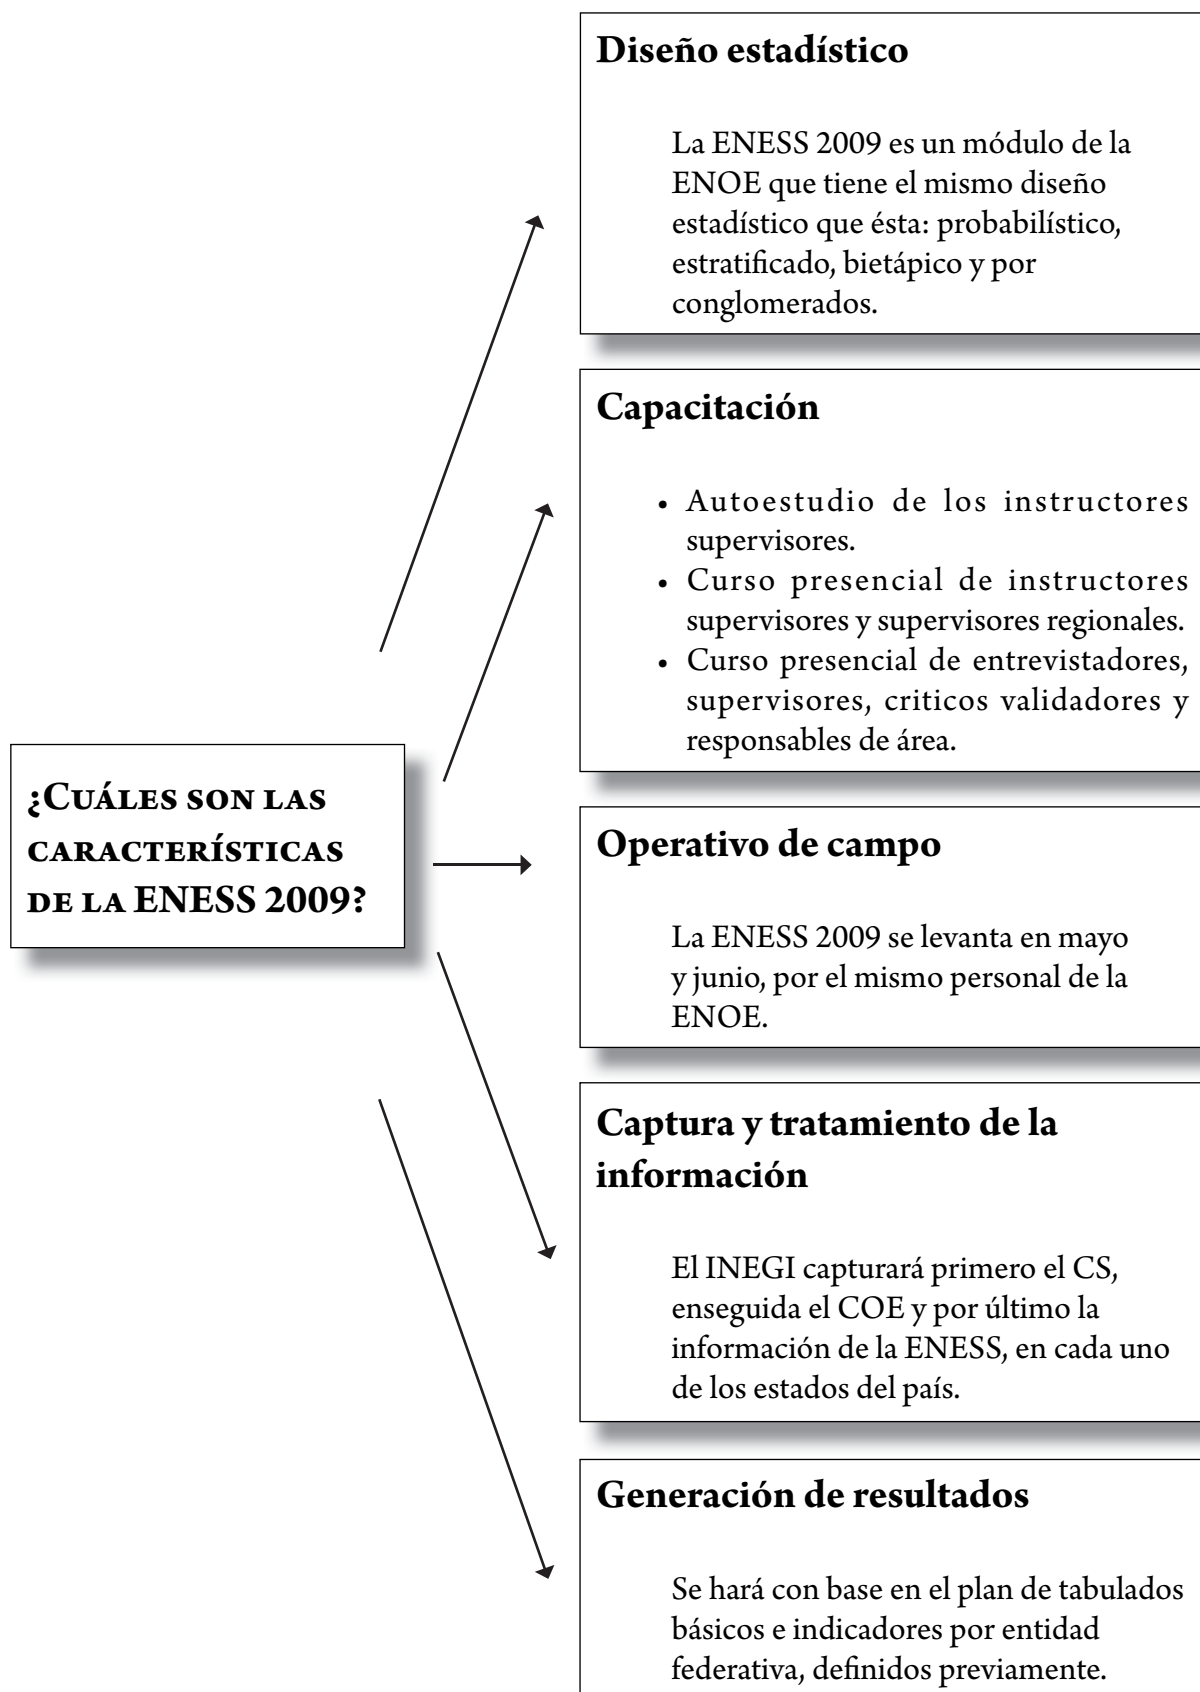 ¿Cuáles son las
características
de la ENESS 2009?
Diseño estadístico
La ENESS 2009 es un módulo de la
ENOE que tiene el mismo diseño
estadístico que ésta: probabilístico,
estratificado, bietápico y por
conglomerados.
Capacitación
• Autoestudio de los instructores
supervisores.
• Curso presencial de instructores
supervisores y supervisores regionales.
• Curso presencial de entrevistadores,
supervisores, criticos validadores y
responsables de área.
Operativo de campo
La ENESS 2009 se levanta en mayo
y junio, por el mismo personal de la
ENOE.
Captura y tratamiento de la
información
El INEGI capturará primero el CS,
enseguida el COE y por último la
información de la ENESS, en cada uno
de los estados del país.
Generación de resultados
Se hará con base en el plan de tabulados
básicos e indicadores por entidad
federativa, definidos previamente.